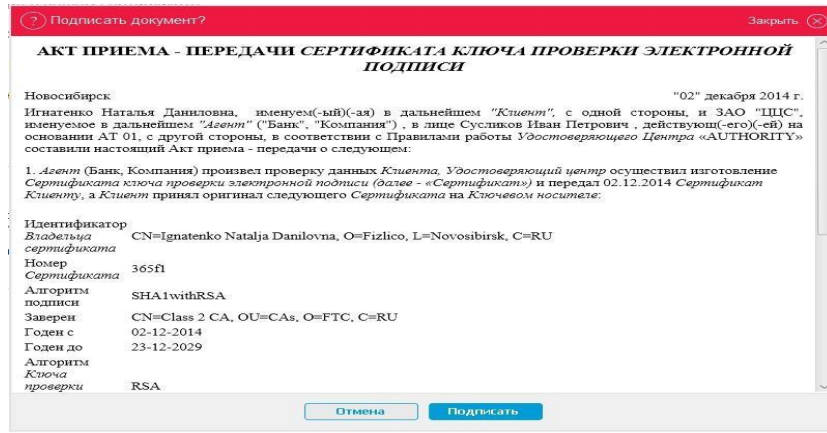 Подписать документ?
Закрыть
АКТ ПРИЕМА - ПЕРЕДАЧИ СЕРТИФИКАТА КЛЮЧА ПРОВЕРКИ ЭЛЕКТРОННОЙ
ПОДПИСИ
Новосибирск "02" декабря 2014 г.
Игнатенко Наталья Даниловна, именуем(-ый)(-ая) в дальнейшем "Клиент", с одной стороны, и ЗАО "ЦЦС",
именуемое в дальнейшем "Агент" ("Банк", "Компания") , в лице Сусликов Иван Петрович , действующ(-его)(-ей) на
основании АТ 01, с другой стороны, в соответствии с Правилами работы Удостоверяющего Центра «AUTHORITY»
составили настоящий Акт приема - передачи о следующем:
1. Агент (Банк, Компания) произвел проверку данных Клиента, Удостоверяющий центр осуществил изготовление
Сертификата ключа проверки электронной подписи (далее - «Сертификат») и передал 02.12.2014 Сертификат
Клиенту, а Клиент принял оригинал следующего Сертификата на Ключевом носителе:
Идентификатор
Владельца CN=Ignatenko Natalja Danilovna, O=Fizlico, L=Novosibirsk, C=RU
сертификата
Номер
Сертификата 365f1
Алгоритм
подписи SHA1withRSA
Заверен CN=Class 2 CA, OU=CAs, O=FTC, C=RU
Годен с 02-12-2014
Годен до 23-12-2029
Алгоритм
Ключа
проверки RSA
Отмена Подписать